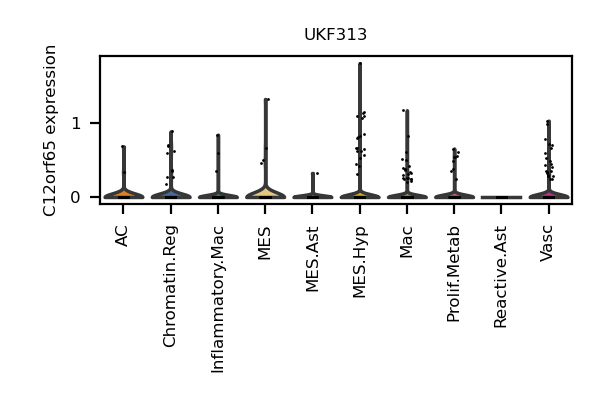 UKF313
C12orf65 expression
1
0
AC
Chromatin.Reg
Inflammatory.Mac
MES
MES.Ast
MES.Hyp
Mac
Prolif.Metab
Reactive.Ast
Vasc